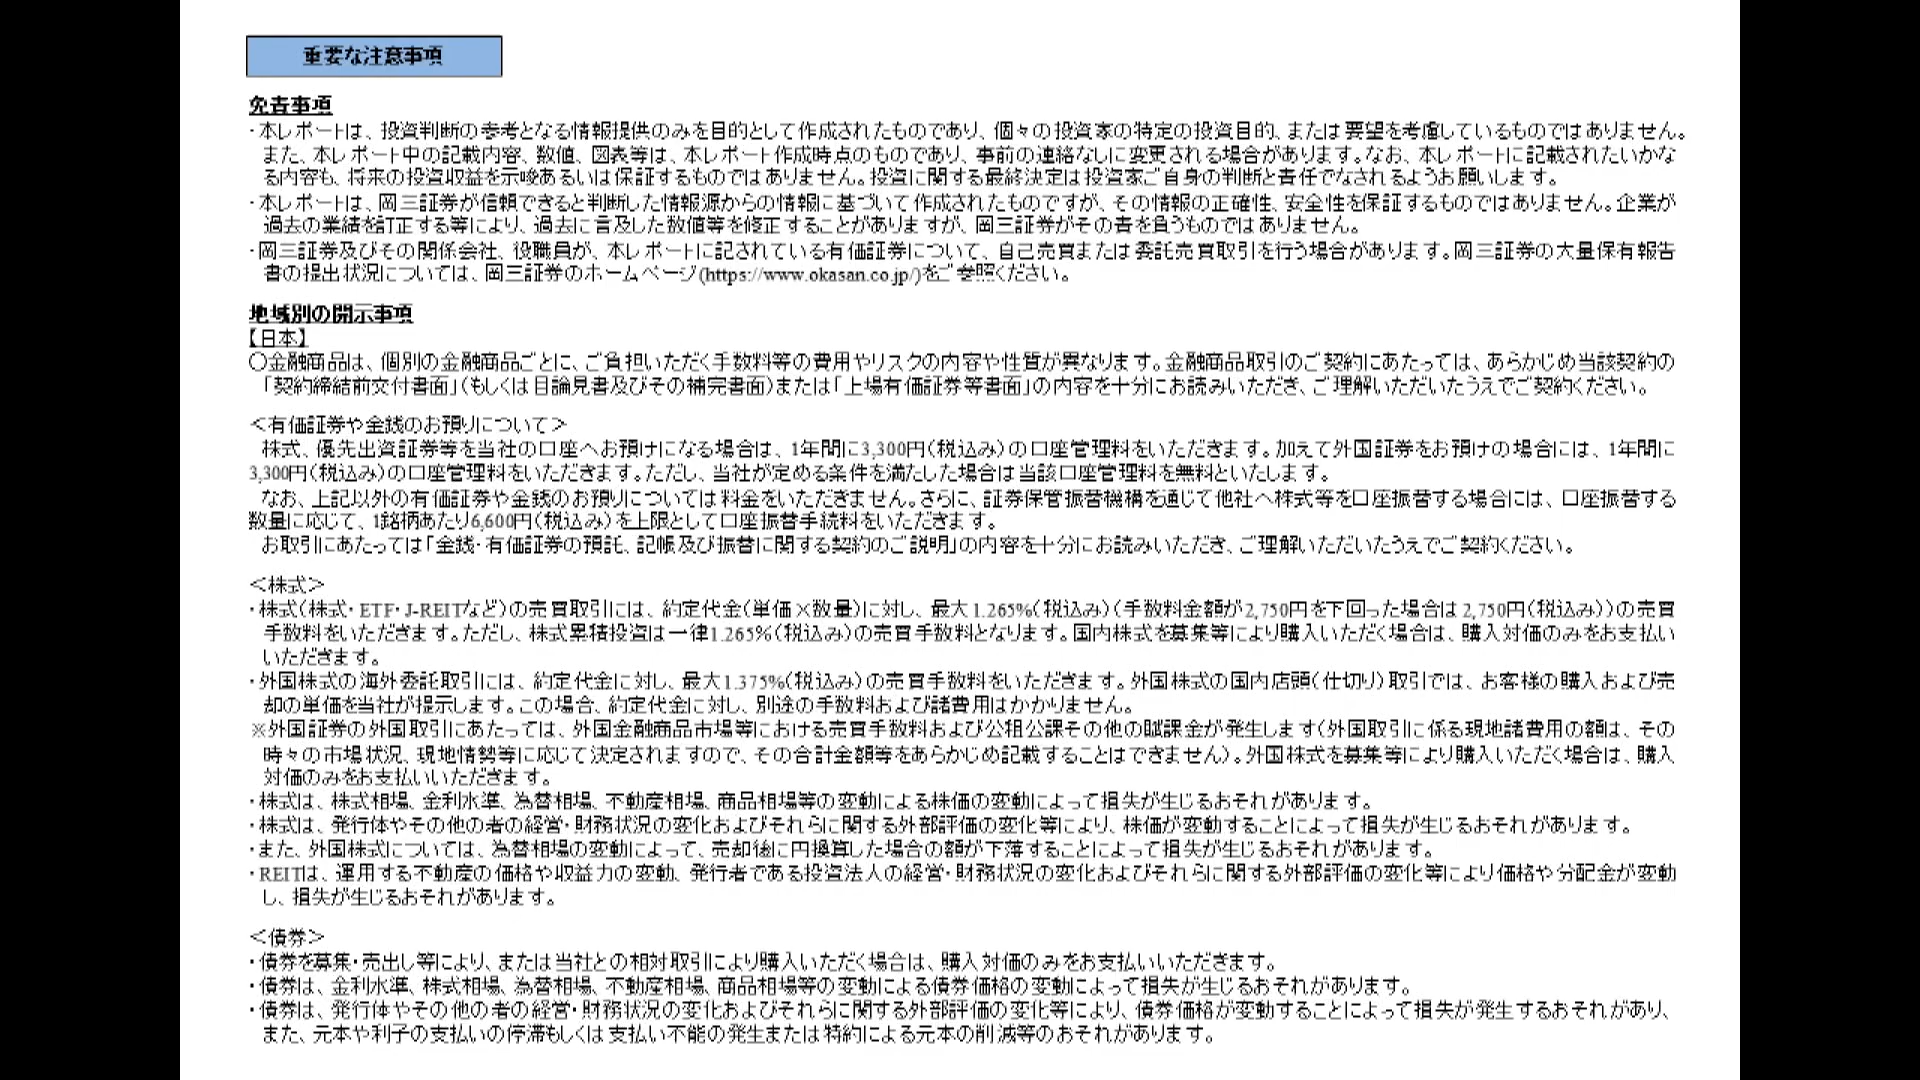 重要な注意事項
免責事項
・本レポートは、投資判断の参考となる情報提供のみを目的として作成されたものであり、個々の投資家の特定の投資目的、または要望を考慮しているものではありません。
また、本レポート中の記載内容、数値、図表等は、本レポート作成時点のものであり、事前の連絡なしに変更される場合があります。なお、本レポートに記載されたいかな
る内容も、将来の投資収益を示唆あるいは保証するものではありません。投資に関する最終決定は投資家ご自身の判断と責任でなされるようお願いします。
・本レポートは、岡三証券が信頼できると判断した情報源からの情報に基づいて作成されたものですが、その情報の正確性、安全性を保証するものではありません。企業が
過去の業績を訂正する等により、過去に言及した数値等を修正することがありますが、岡三証券がその責を負うものではありません。
・岡三証券及びその関係会社、役職員が、本レポートに記されている有価証券について、自己売買または委託売買取引を行う場合があります。岡三証券の大量保有報告
書の提出状況については、岡三証券のホームページ(https://www.okasan.co.jp/)をご参照ください。
地域別の開示事項
【日本】
〇金融商品は、個別の金融商品ごとに、ご負担いただく手数料等の費用やリスクの内容や性質が異なります。金融商品取引のご契約にあたっては、あらかじめ当該契約の
「契約締結前交付書面」（もしくは目論見書及びその補完書面）または「上場有価証券等書面」の内容を十分にお読みいただき、ご理解いただいたうえでご契約ください。
＜有価証券や金銭のお預りについて＞
株式、優先出資証券等を当社の口座へお預けになる場合は、1年間に3,300円（税込み）の口座管理料をいただきます。加えて外国証券をお預けの場合には、1年間に
3,300円（税込み）の口座管理料をいただきます。ただし、当社が定める条件を満たした場合は当該口座管理料を無料といたします。
なお、上記以外の有価証券や金銭のお預りについては料金をいただきません。さらに、証券保管振替機構を通じて他社へ株式等を口座振替する場合には、口座振替する
数量に応じて、1銘柄あたり6,600円（税込み）を上限として口座振替手続料をいただきます。
お取引にあたっては「金銭・有価証券の預託、記帳及び振替に関する契約のご説明」の内容を十分にお読みいただき、ご理解いただいたうえでご契約ください。
＜株式＞
・株式（株式・ETF・J-REITなど）の売買取引には、約定代金（単価×数量）に対し、最大1.265%（税込み）（手数料金額が2,750円を下回った場合は2,750円（税込み））の売買
手数料をいただきます。ただし、株式累積投資は一律1.265％（税込み）の売買手数料となります。国内株式を募集等により購入いただく場合は、購入対価のみをお支払い
いただきます。
・外国株式の海外委託取引には、約定代金に対し、最大1.375%（税込み）の売買手数料をいただきます。外国株式の国内店頭（仕切り）取引では、お客様の購入および売
却の単価を当社が提示します。この場合、約定代金に対し、別途の手数料および諸費用はかかりません。
※外国証券の外国取引にあたっては、外国金融商品市場等における売買手数料および公租公課その他の賦課金が発生します（外国取引に係る現地諸費用の額は、その
時々の市場状況、現地情勢等に応じて決定されますので、その合計金額等をあらかじめ記載することはできません）。外国株式を募集等により購入いただく場合は、購入
対価のみをお支払いいただきます。
・株式は、株式相場、金利水準、為替相場、不動産相場、商品相場等の変動による株価の変動によって損失が生じるおそれがあります。
・株式は、発行体やその他の者の経営・財務状況の変化およびそれらに関する外部評価の変化等により、株価が変動することによって損失が生じるおそれがあります。
・また、外国株式については、為替相場の変動によって、売却後に円換算した場合の額が下落することによって損失が生じるおそれがあります。
・REITは、運用する不動産の価格や収益力の変動、発行者である投資法人の経営・財務状況の変化およびそれらに関する外部評価の変化等により価格や分配金が変動
し、損失が生じるおそれがあります。
＜債券＞
・債券を募集・売出し等により、または当社との相対取引により購入いただく場合は、購入対価のみをお支払いいただきます。
・債券は、金利水準、株式相場、為替相場、不動産相場、商品相場等の変動による債券価格の変動によって損失が生じるおそれがあります。
・債券は、発行体やその他の者の経営・財務状況の変化およびそれらに関する外部評価の変化等により、債券価格が変動することによって損失が発生するおそれがあり、
また、元本や利子の支払いの停滞もしくは支払い不能の発生または特約による元本の削減等のおそれがあります。